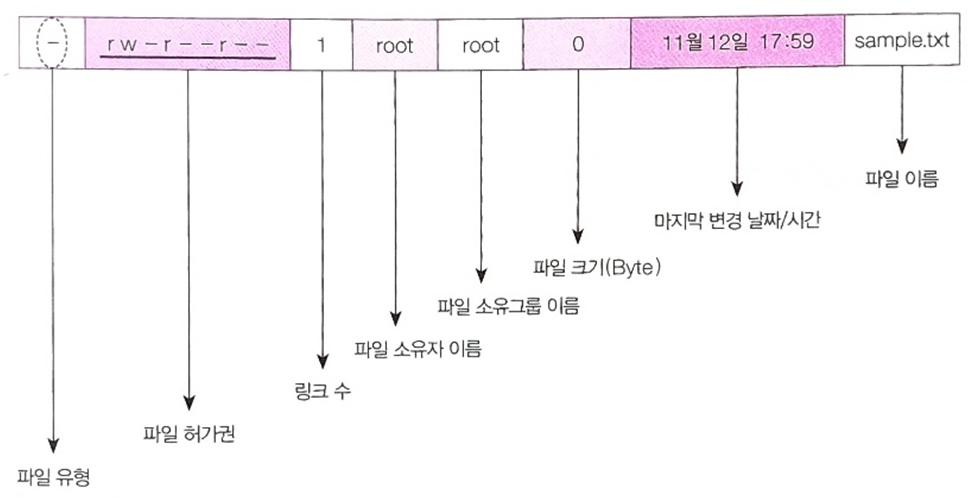 - rw-r--r-- 1 root root 0 11월 12일 17:59 sample.txt
파일 이름
마지막 변경 날짜/시간
파일 크기(Byte)
파일 소유그룹 이름
파일 소유자 이름
링크 수
파일 허가권
파일 유형